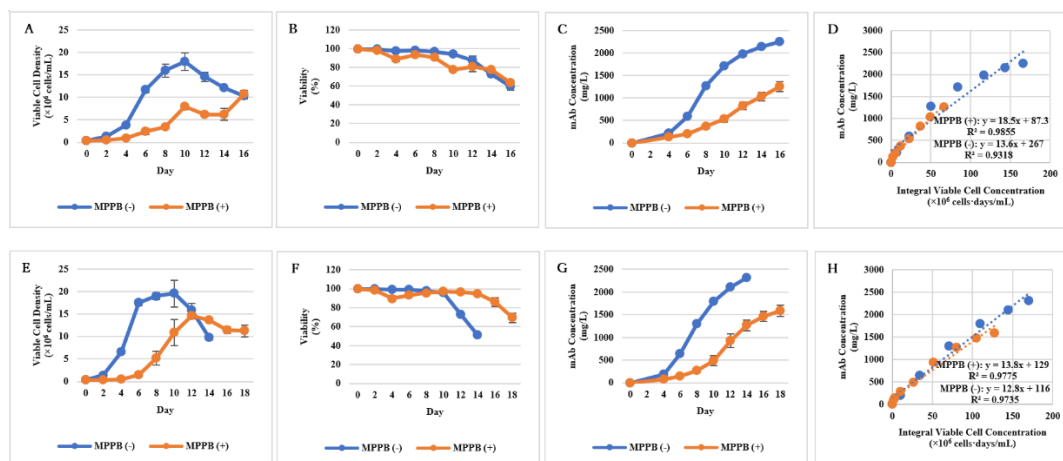 A
Viable Cell Density
(×10⁶ cells/mL)
25
20
15
10
5
0
0 2 4 6 8 10 12 14 16
Day
MPPB (-) MPPB (+)
B
Viability
(%)
120
100
80
60
40
20
0
0 2 4 6 8 10 12 14 16
Day
MPPB (-) MPPB (+)
C
mAb Concentration
(mg/L)
2500
2000
1500
1000
500
0
0 2 4 6 8 10 12 14 16
Day
MPPB (-) MPPB (+)
D
mAb Concentration
(mg/L)
3000
2500
2000
1500
1000
500
0
MPPB (+): y = 18.5x + 87.3
R² = 0.9855
MPPB (-): y = 13.6x + 267
R² = 0.9318
0 50 100 150 200
Integral Viable Cell Concentration
(×10⁶ cells·days/mL)
E
Viable Cell Density
(×10⁶ cells/mL)
25
20
15
10
5
0
0 2 4 6 8 10 12 14 16 18
Day
MPPB (-) MPPB (+)
F
Viability
(%)
120
100
80
60
40
20
0
0 2 4 6 8 10 12 14 16 18
Day
MPPB (-) MPPB (+)
G
mAb Concentration
(mg/L)
2500
2000
1500
1000
500
0
0 2 4 6 8 10 12 14 16 18
Day
MPPB (-) MPPB (+)
H
mAb Concentration
(mg/L)
3000
2500
2000
1500
1000
500
0
MPPB (+): y = 13.8x + 129
R² = 0.9775
MPPB (-): y = 12.8x + 116
R² = 0.9735
0 50 100 150 200
Integral Viable Cell Concentration
(×10⁶ cells·days/mL)